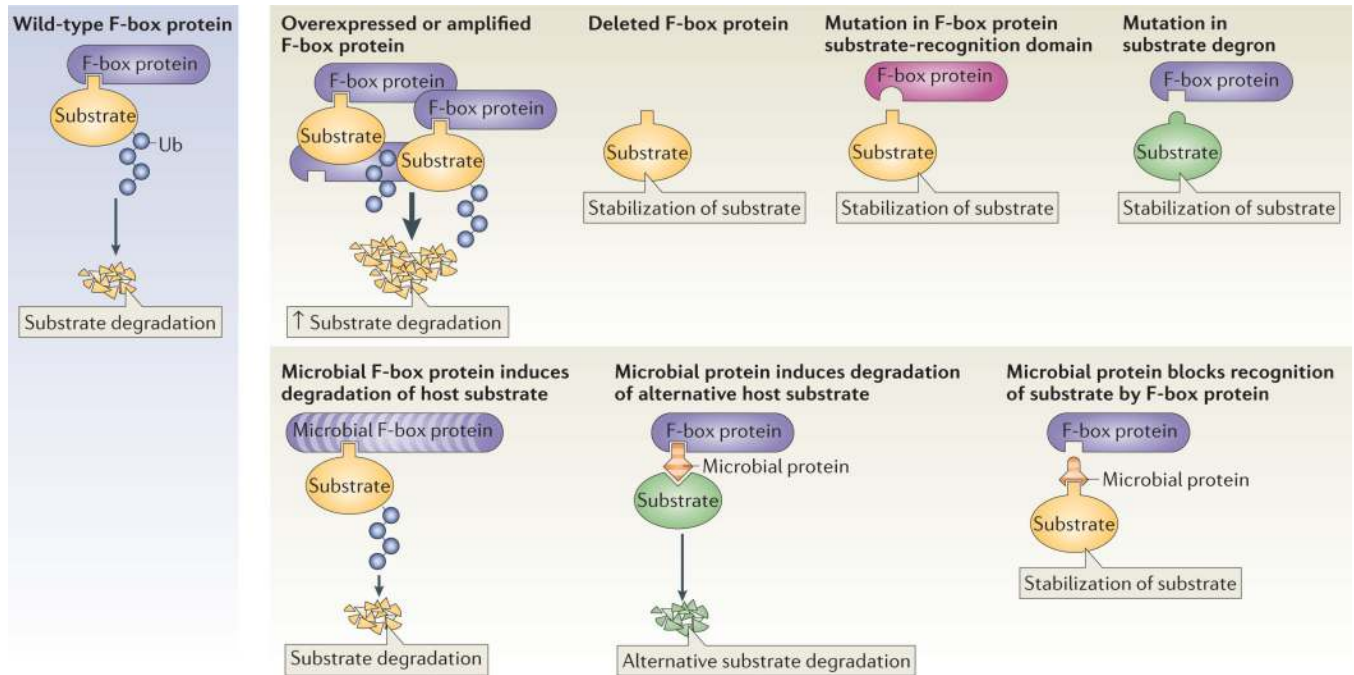 Wild-type F-box protein
F-box protein
Substrate
Ub
Substrate degradation
Overexpressed or amplified
F-box protein
F-box protein
F-box protein
Substrate
Substrate
↑ Substrate degradation
Deleted F-box protein
Substrate
Stabilization of substrate
Mutation in F-box protein
substrate-recognition domain
F-box protein
Substrate
Stabilization of substrate
Mutation in
substrate degron
F-box protein
Substrate
Stabilization of substrate
Microbial F-box protein induces
degradation of host substrate
Microbial F-box protein
Substrate
Substrate degradation
Microbial protein induces degradation
of alternative host substrate
F-box protein
Microbial protein
Substrate
Alternative substrate degradation
Microbial protein blocks recognition
of substrate by F-box protein
F-box protein
Microbial protein
Substrate
Stabilization of substrate